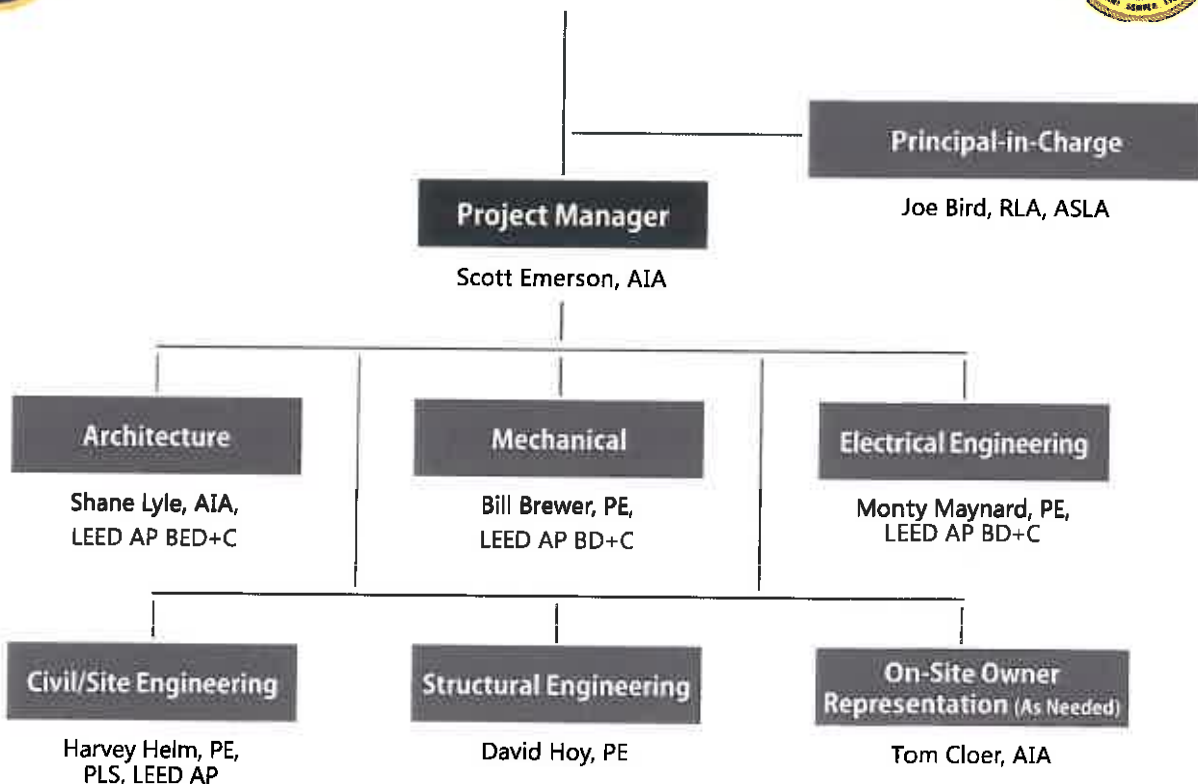 SEMPER
Principal-in-Charge
Joe Bird, RLA, ASLA
Project Manager
Scott Emerson, AIA
Architecture
Shane Lyle, AIA,
LEED AP BED+C
Mechanical
Bill Brewer, PE,
LEED AP BD+C
Electrical Engineering
Monty Maynard, PE,
LEED AP BD+C
Civil/Site Engineering
Harvey Helm, PE,
PLS, LEED AP
Structural Engineering
David Hoy, PE
On-Site Owner
Representation (As Needed)
Tom Cloer, AIA